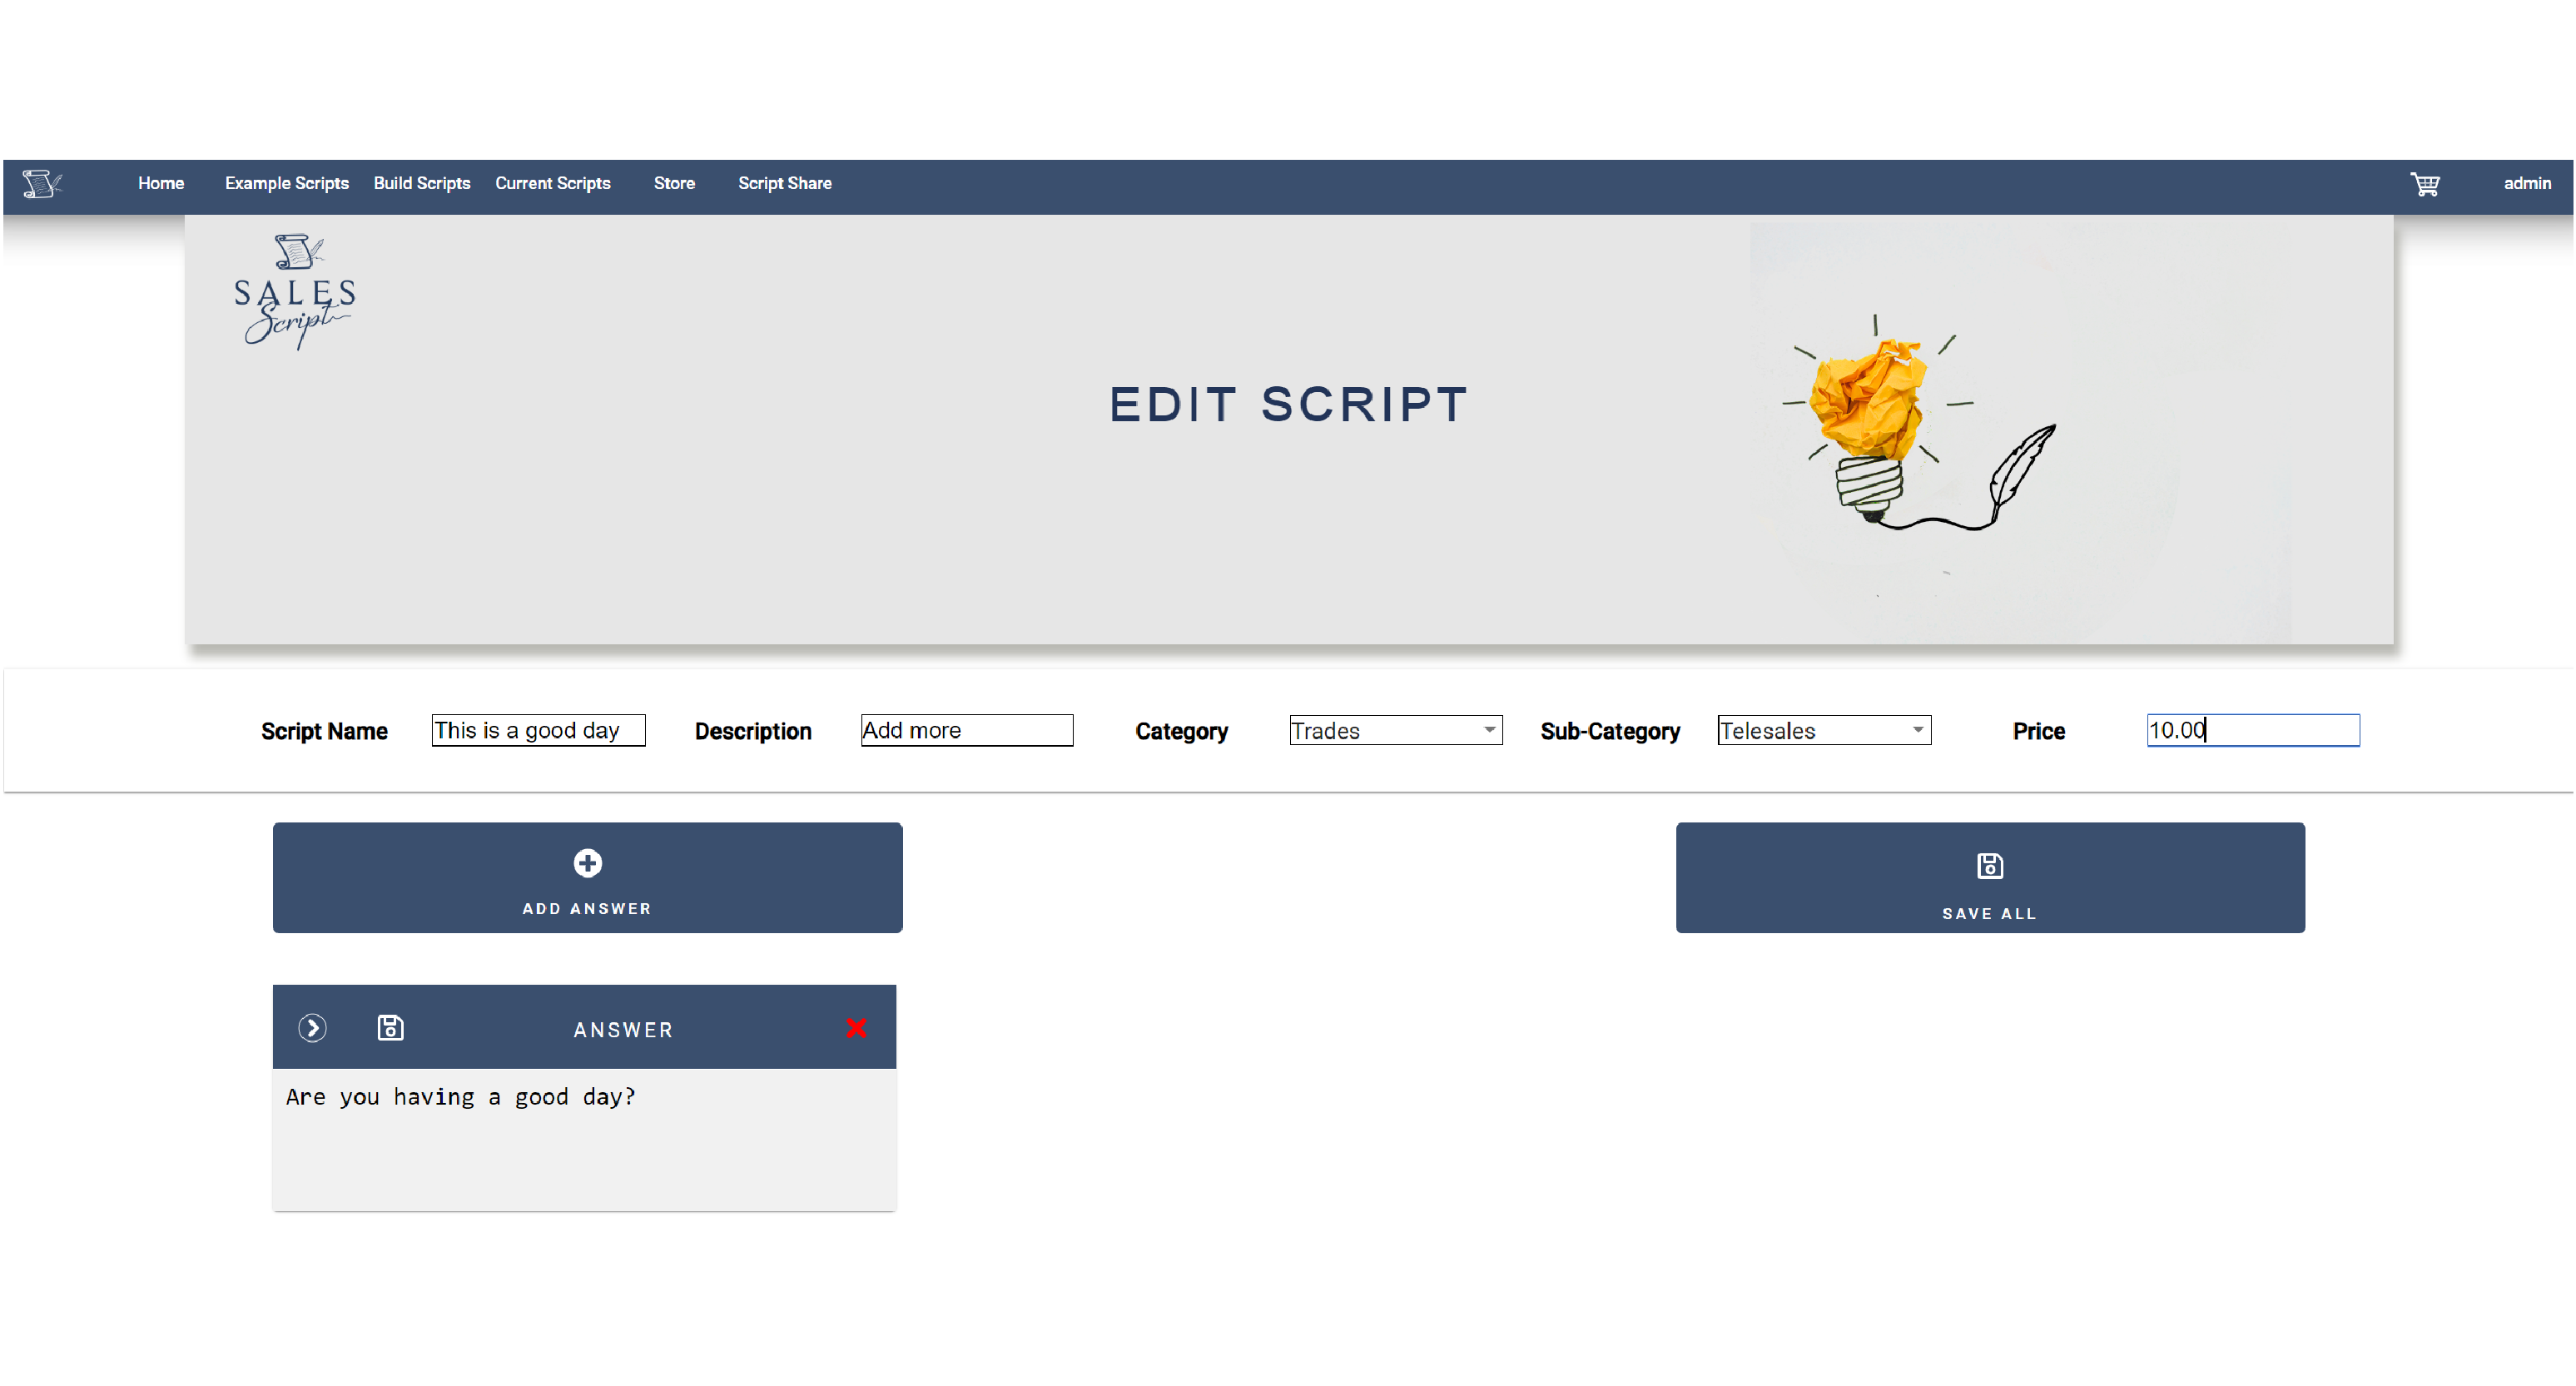 Home Example Scripts Build Scripts Current Scripts Store Script Share admin
SALES
Script
EDIT SCRIPT
Script Name This is a good day Description Add more Category Trades Sub-Category Telesales Price 10.00
ADD ANSWER
SAVE ALL
ANSWER
Are you having a good day?